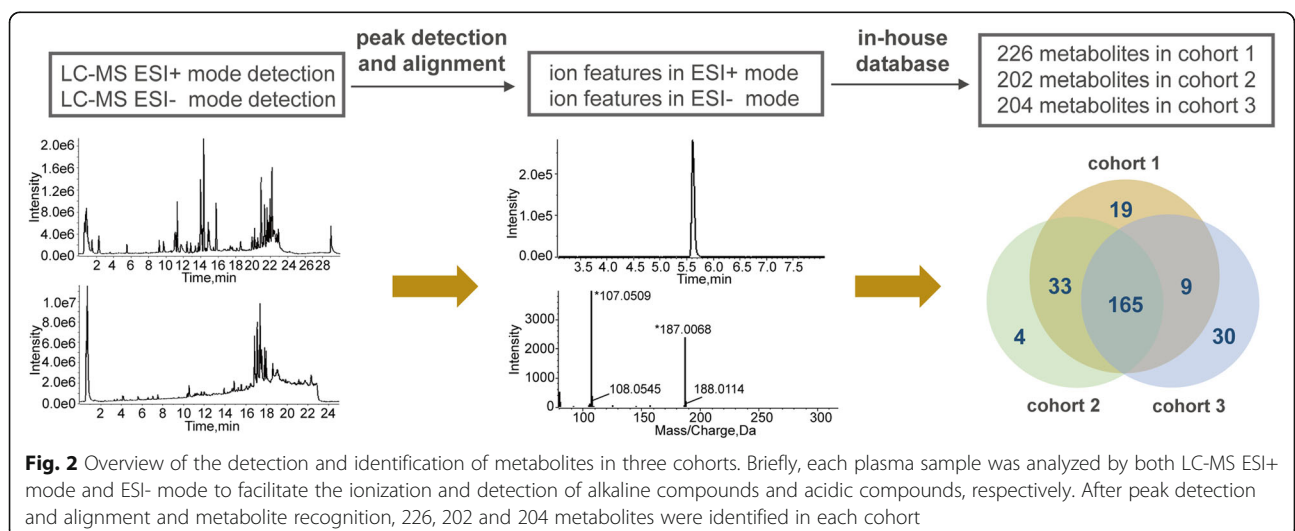 LC-MS ESI+ mode detection
LC-MS ESI- mode detection
peak detection
and alignment
ion features in ESI+ mode
ion features in ESI- mode
in-house
database
226 metabolites in cohort 1
202 metabolites in cohort 2
204 metabolites in cohort 3
Intensity
2.0e6
1.6e6
1.2e6
8.0e6
4.0e6
0.0e0
2 4 6 8 10 12 14 16 18 20 22 24 26 28
Time,min
Intensity
1.0e7
8.0e6
6.0e6
4.0e6
2.0e6
0.0e0
2 4 6 8 10 12 14 16 18 20 22 24
Time,min
Intensity
2.0e5
1.0e5
0.0e0
3.5 4.0 4.5 5.0 5.5 6.0 6.5 7.0 7.5
Time,min
Intensity
3000
2000
1000
0
*107.0509
*187.0068
108.0545
188.0114
100 150 200 250 300
Mass/Charge,Da
cohort 1
19
33
165
9
4
30
cohort 2
cohort 3
Fig. 2 Overview of the detection and identification of metabolites in three cohorts. Briefly, each plasma sample was analyzed by both LC-MS ESI+
mode and ESI- mode to facilitate the ionization and detection of alkaline compounds and acidic compounds, respectively. After peak detection
and alignment and metabolite recognition, 226, 202 and 204 metabolites were identified in each cohort